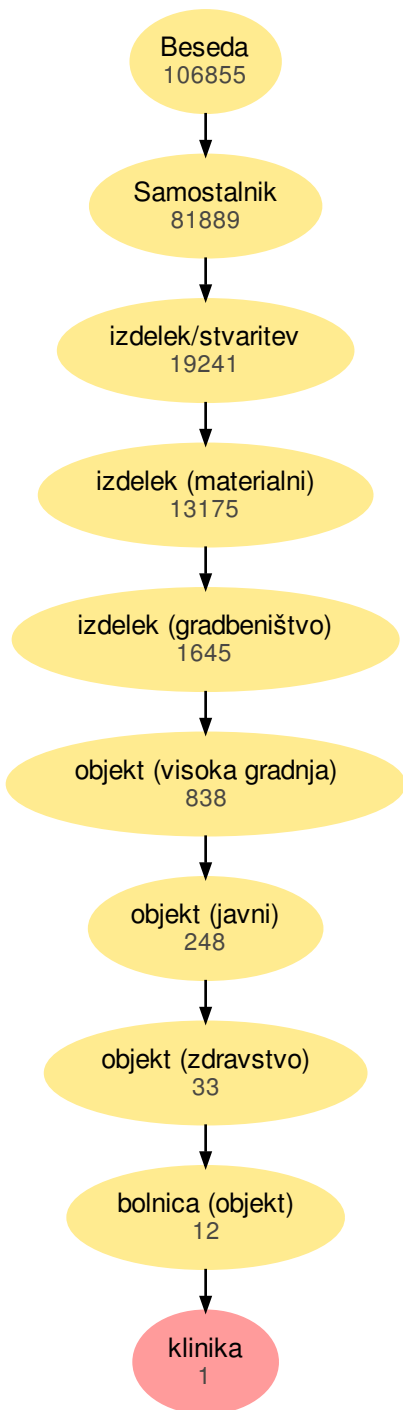 Beseda
106855
Samostalnik
81889
izdelek/stvaritev
19241
izdelek (materialni)
13175
izdelek (gradbeništvo)
1645
objekt (visoka gradnja)
838
objekt (javni)
248
objekt (zdravstvo)
33
bolnica (objekt)
12
klinika
1